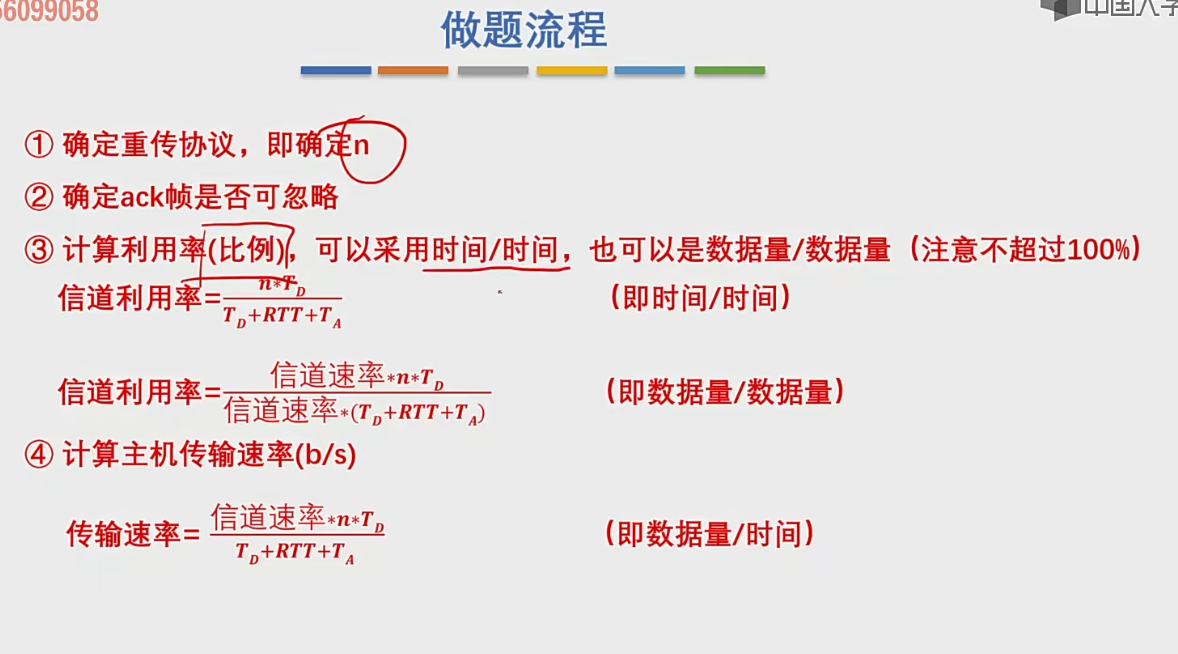 56099058
中国大学
做题流程
① 确定重传协议，即确定n
② 确定ack帧是否可忽略
③ 计算利用率(比例)，可以采用时间/时间，也可以是数据量/数据量（注意不超过100%）
信道利用率=n*T_D/T_D+RTT+T_A （即时间/时间）
信道利用率=信道速率*n*T_D/信道速率*(T_D+RTT+T_A) （即数据量/数据量）
④ 计算主机传输速率(b/s)
传输速率= 信道速率*n*T_D/T_D+RTT+T_A （即数据量/时间）